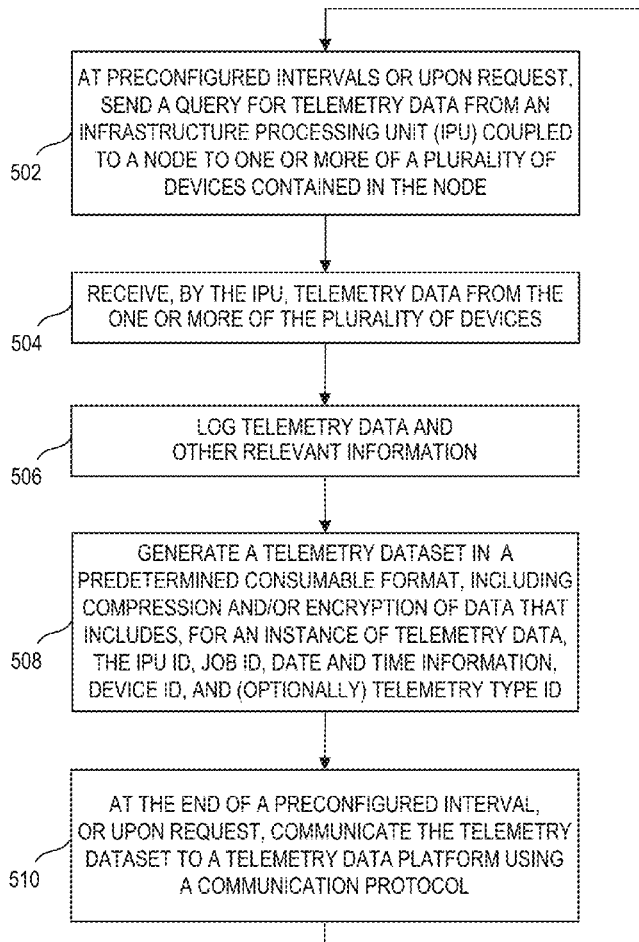 AT PRECONFIGURED INTERVALS OR UPON REQUEST,
SEND A QUERY FOR TELEMETRY DATA FROM AN
INFRASTRUCTURE PROCESSING UNIT (IPU) COUPLED
TO A NODE TO ONE OR MORE OF A PLURALITY OF
DEVICES CONTAINED IN THE NODE
502
RECEIVE, BY THE IPU, TELEMETRY DATA FROM THE
ONE OR MORE OF THE PLURALITY OF DEVICES
504
LOG TELEMETRY DATA AND
OTHER RELEVANT INFORMATION
506
GENERATE A TELEMETRY DATASET IN A
PREDETERMINED CONSUMABLE FORMAT, INCLUDING
COMPRESSION AND/OR ENCRYPTION OF DATA THAT
INCLUDES, FOR AN INSTANCE OF TELEMETRY DATA,
THE IPU ID, JOB ID, DATE AND TIME INFORMATION,
DEVICE ID, AND (OPTIONALLY) TELEMETRY TYPE ID
508
AT THE END OF A PRECONFIGURED INTERVAL,
OR UPON REQUEST, COMMUNICATE THE TELEMETRY
DATASET TO A TELEMETRY DATA PLATFORM USING
A COMMUNICATION PROTOCOL
510